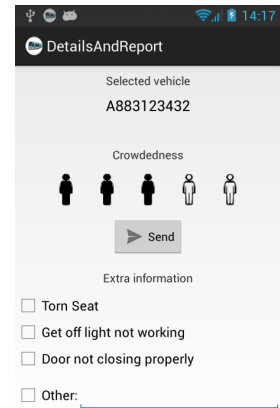 14:17
DetailsAndReport
Selected vehicle
A883123432
Crowdedness
Send
Extra information
Torn Seat
Get off light not working
Door not closing properly
Other: